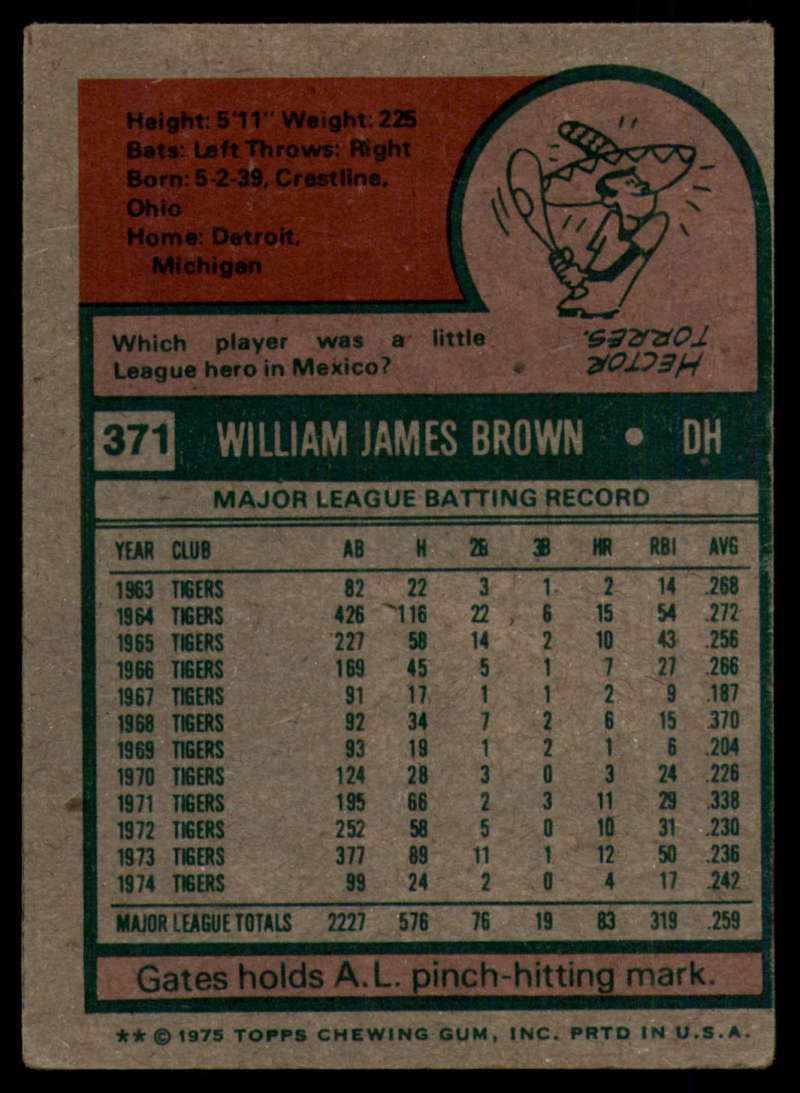 Height: 5'11" Weight: 225
Bats: Left Throws: Right
Born: 5-2-39, Crestline,
Ohio
Home: Detroit,
Michigan
Which player was a little
League hero in Mexico?
HECTOR
TORRES.
371 WILLIAM JAMES BROWN • DH
MAJOR LEAGUE BATTING RECORD
YEAR CLUB AB H 2B 3B HR RBI AVG
1963 TIGERS 82 22 3 1 2 14 .268
1964 TIGERS 426 116 22 6 15 54 .272
1965 TIGERS 227 58 14 2 10 43 .256
1966 TIGERS 169 45 5 1 7 27 .266
1967 TIGERS 91 17 1 1 2 9 .187
1968 TIGERS 92 34 7 2 6 15 .370
1969 TIGERS 93 19 1 2 1 6 .204
1970 TIGERS 124 28 3 0 3 24 .226
1971 TIGERS 195 66 2 3 11 29 .338
1972 TIGERS 252 58 5 0 10 31 .230
1973 TIGERS 377 89 11 1 12 50 .236
1974 TIGERS 99 24 2 0 4 17 .242
MAJOR LEAGUE TOTALS 2227 576 76 19 83 319 .259
Gates holds A.L. pinch-hitting mark.
** © 1975 TOPPS CHEWING GUM, INC. PRTD IN U.S.A.